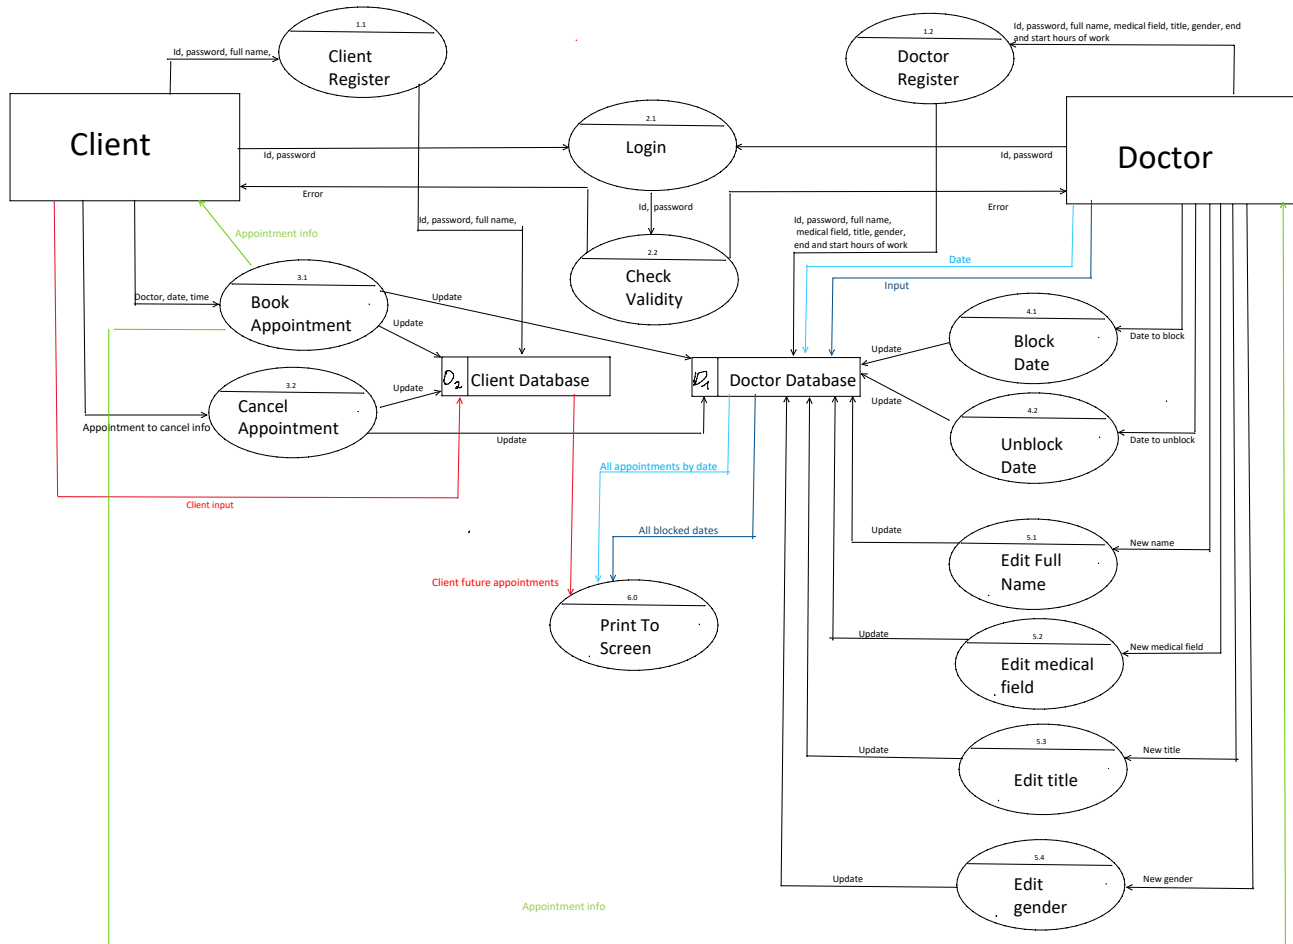 1.1
Client
Register
Id, password, full name,
1.2
Doctor
Register
Id, password, full name, medical field, title, gender, end
and start hours of work
Client
Doctor
2.1
Login
Id, password
Id, password
Error
Id, password
Error
2.2
Check
Validity
Id, password, full name,
Id, password, full name,
medical field, title, gender,
end and start hours of work
Appointment info
Date
Input
3.1
Book
Appointment
Doctor, date, time
Update
Update
4.1
Block
Date
Date to block
Update
D2
Client Database
D1
Doctor Database
3.2
Cancel
Appointment
Appointment to cancel info
Update
Update
4.2
Unblock
Date
Date to unblock
Update
All appointments by date
Client input
All blocked dates
5.1
Edit Full
Name
New name
Update
Client future appointments
6.0
Print To
Screen
5.2
Edit medical
field
New medical field
Update
5.3
Edit title
New title
Update
5.4
Edit
gender
New gender
Update
Appointment info